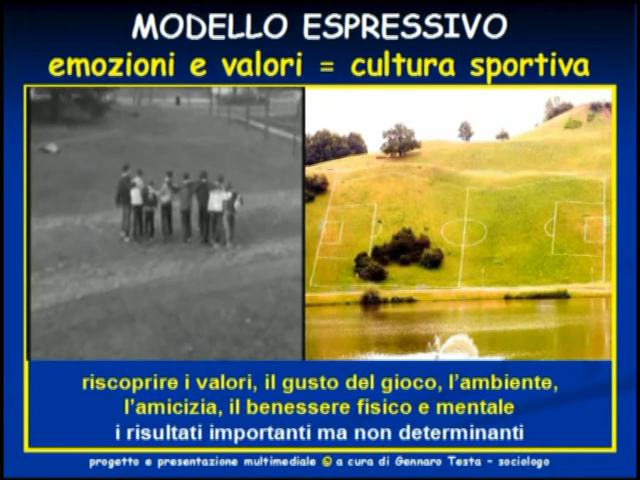 MODELLO ESPRESSIVO
emozioni e valori = cultura sportiva
riscoprire i valori, il gusto del gioco, l'ambiente,
l'amicizia, il benessere fisico e mentale
i risultati importanti ma non determinanti
progetto e presentazione multimediale © a cura di Gennaro Testa - sociologo